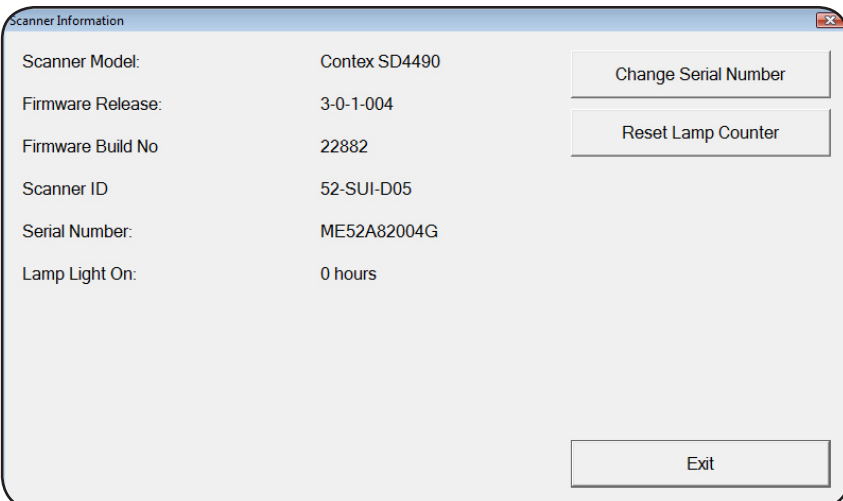 Scanner Information
Scanner Model: Contex SD4490
Change Serial Number
Firmware Release: 3-0-1-004
Reset Lamp Counter
Firmware Build No 22882
Scanner ID 52-SUI-D05
Serial Number: ME52A82004G
Lamp Light On: 0 hours
Exit